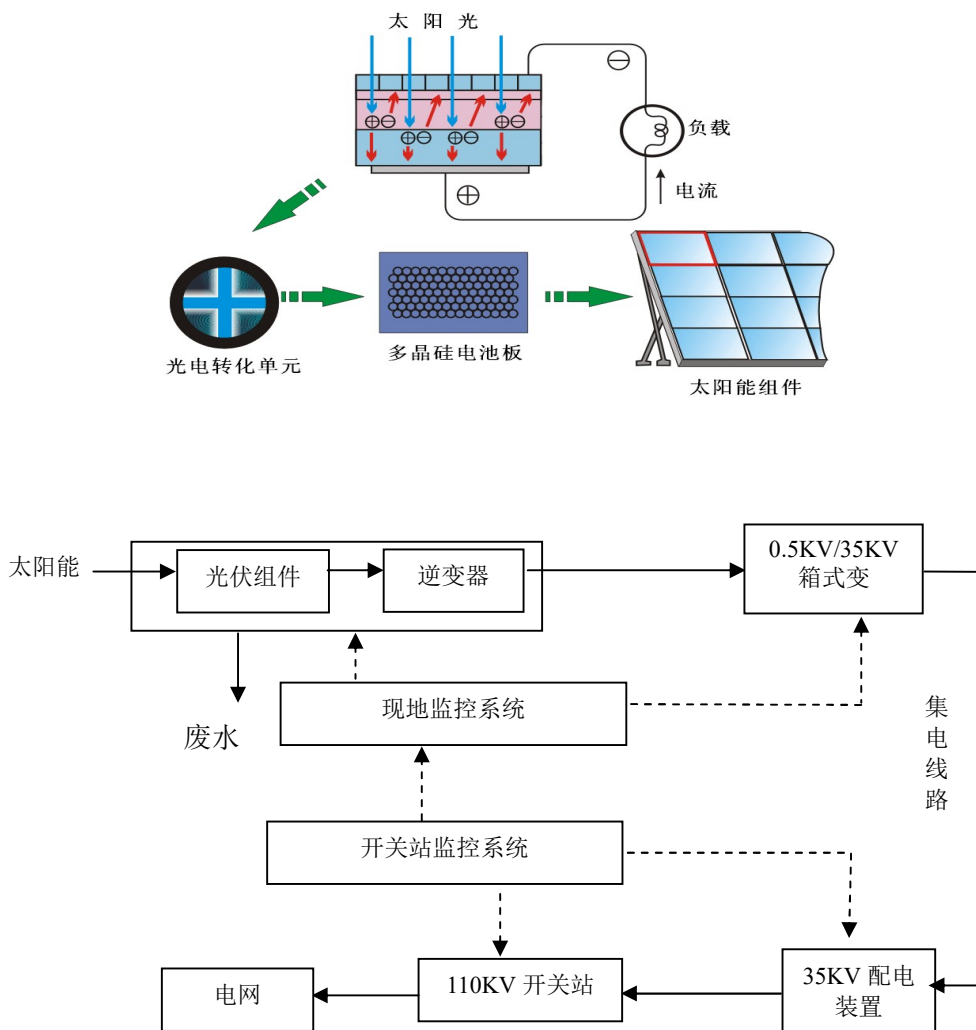 太 阳 光
负载
电流
光电转化单元
多晶硅电池板
太阳能组件
太阳能
光伏组件
逆变器
0.5KV/35KV
箱式变
现地监控系统
废水
集
电
线
路
开关站监控系统
电网
110KV 开关站
35KV 配电
装置